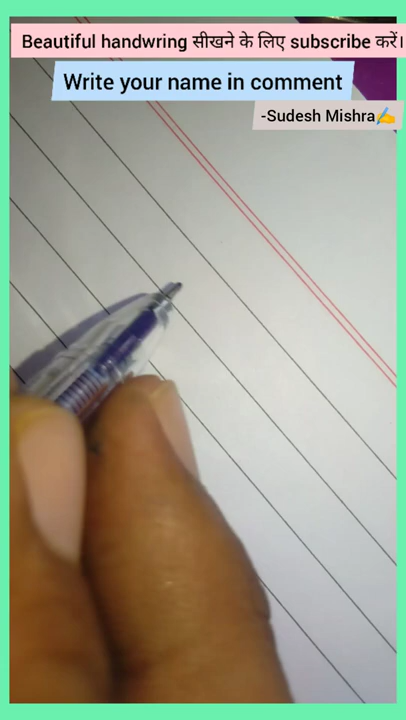 Beautiful handwring सीखने के लिए subscribe करें।
Write your name in comment
-Sudesh Mishra✍️